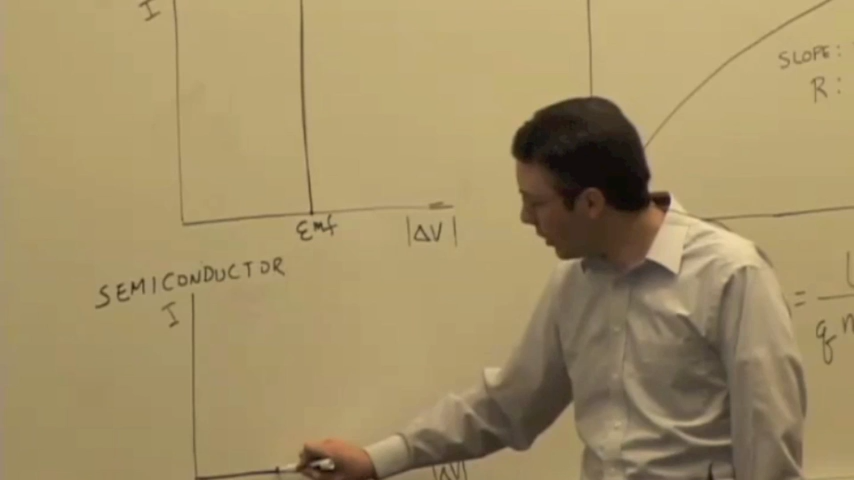 I
SLOPE:
R:
Emf
|ΔV|
SEMICONDUCTOR
I
=
q n
|ΔV|